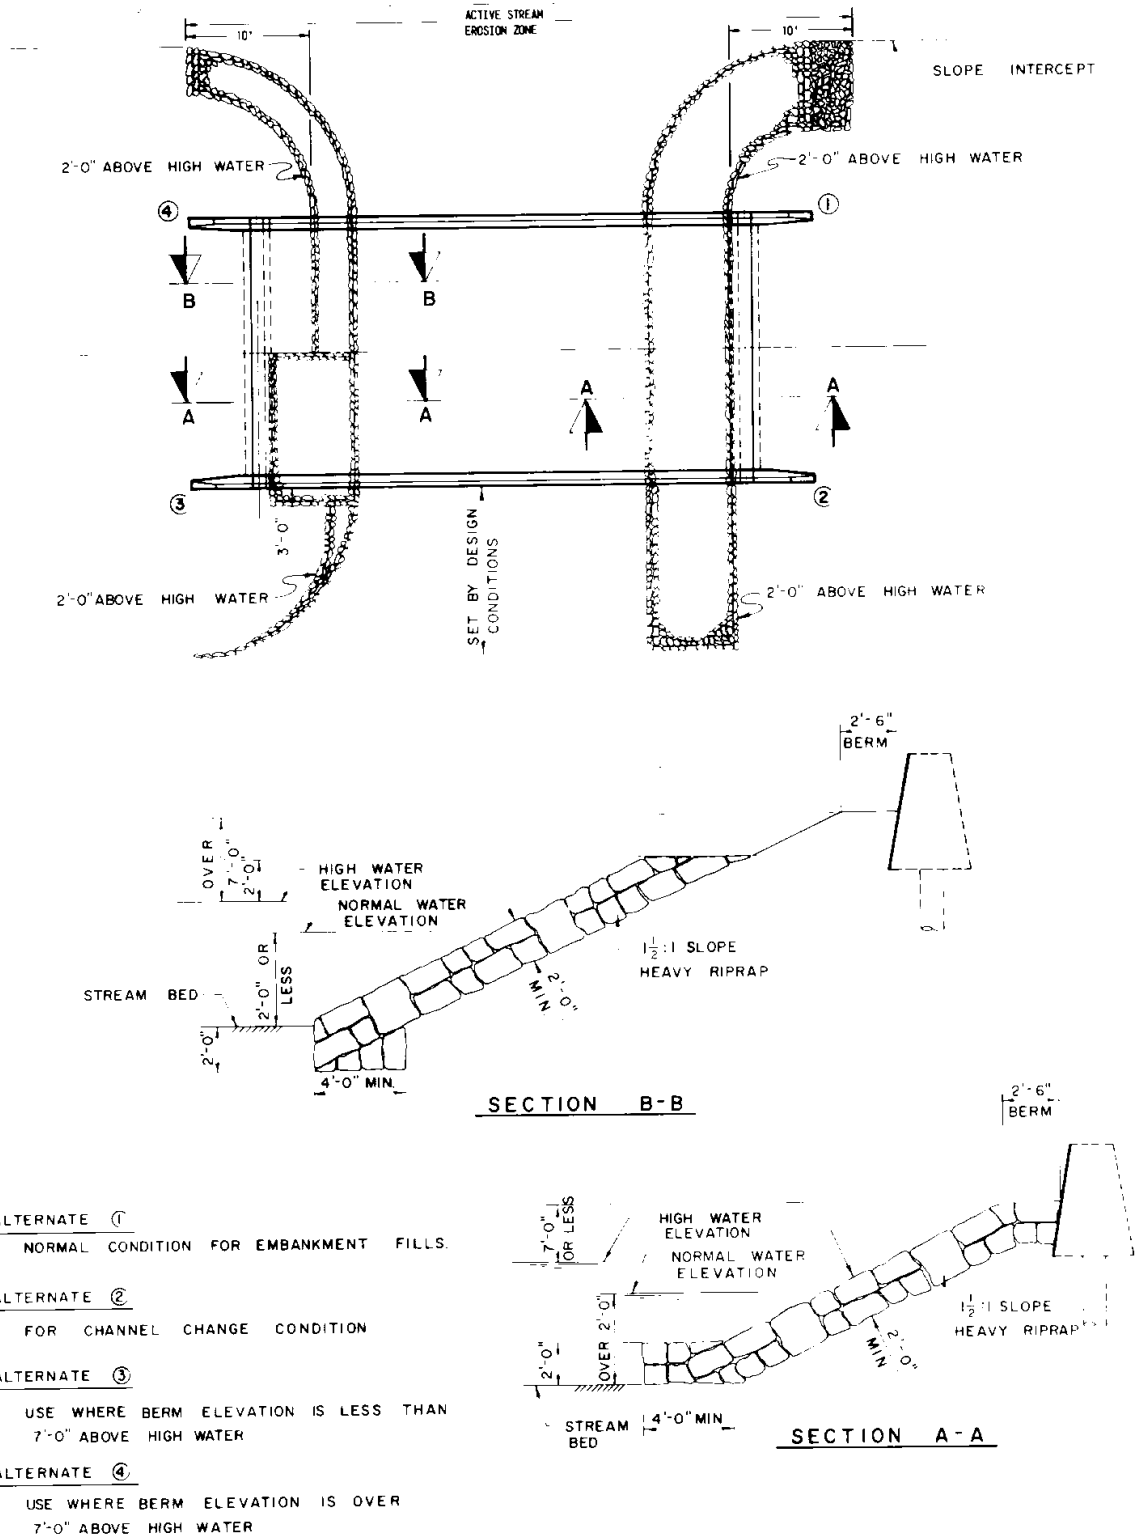 ACTIVE STREAM
EROSION ZONE
10'
10'
SLOPE INTERCEPT
2'-0" ABOVE HIGH WATER
2'-0" ABOVE HIGH WATER
4
1
B
B
A
A
A
A
3
2
3'-0"
SET BY DESIGN
CONDITIONS
2'-0" ABOVE HIGH WATER
2'-0" ABOVE HIGH WATER
2'-6"
BERM
OVER
7'-0"
2'-0"
HIGH WATER
ELEVATION
NORMAL WATER
ELEVATION
1½:1 SLOPE
HEAVY RIPRAP
2'-0"
MIN.
2'-0" OR
LESS
STREAM BED
2'-0"
4'-0" MIN.
SECTION B-B
2'-6"
BERM
7'-0"
OR LESS
HIGH WATER
ELEVATION
NORMAL WATER
ELEVATION
1½:1 SLOPE
HEAVY RIPRAP
2'-0"
MIN
2'-0"
OVER 2'-0"
STREAM
BED
4'-0" MIN
SECTION A-A
LTERNATE 1
NORMAL CONDITION FOR EMBANKMENT FILLS.
LTERNATE 2
FOR CHANNEL CHANGE CONDITION
LTERNATE 3
USE WHERE BERM ELEVATION IS LESS THAN
7'-0" ABOVE HIGH WATER
LTERNATE 4
USE WHERE BERM ELEVATION IS OVER
7'-0" ABOVE HIGH WATER